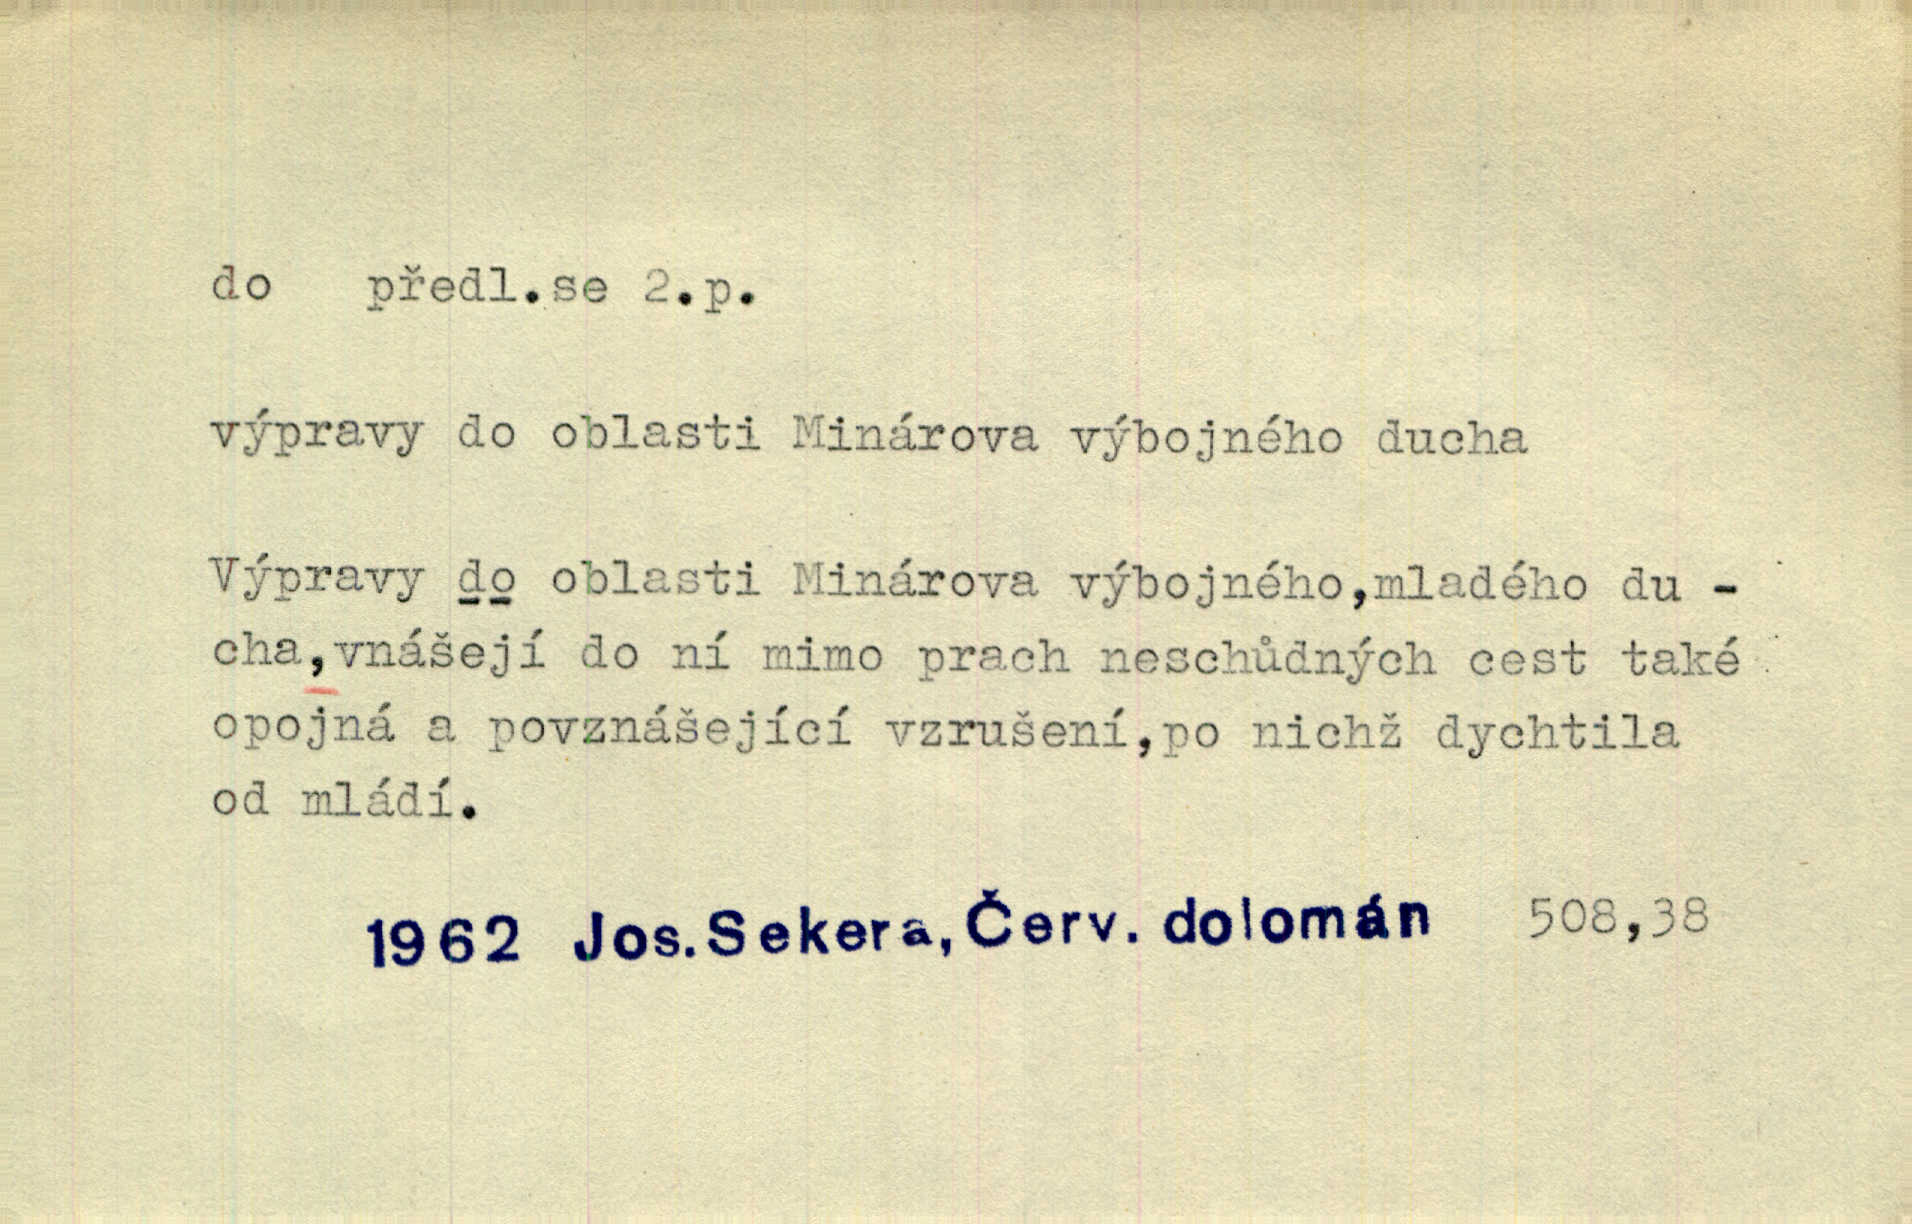 do předl.se 2.p.
výpravy do oblasti Minárova výbojného ducha
Výpravy do oblasti Minárova výbojného,mladého du -
cha,vnášejí do ní mimo prach neschůdných cest také
opojná a povznášející vzrušení,po nichž dychtila
od mládí.
1962 Jos.Sekera,Červ. dolomán 508,38